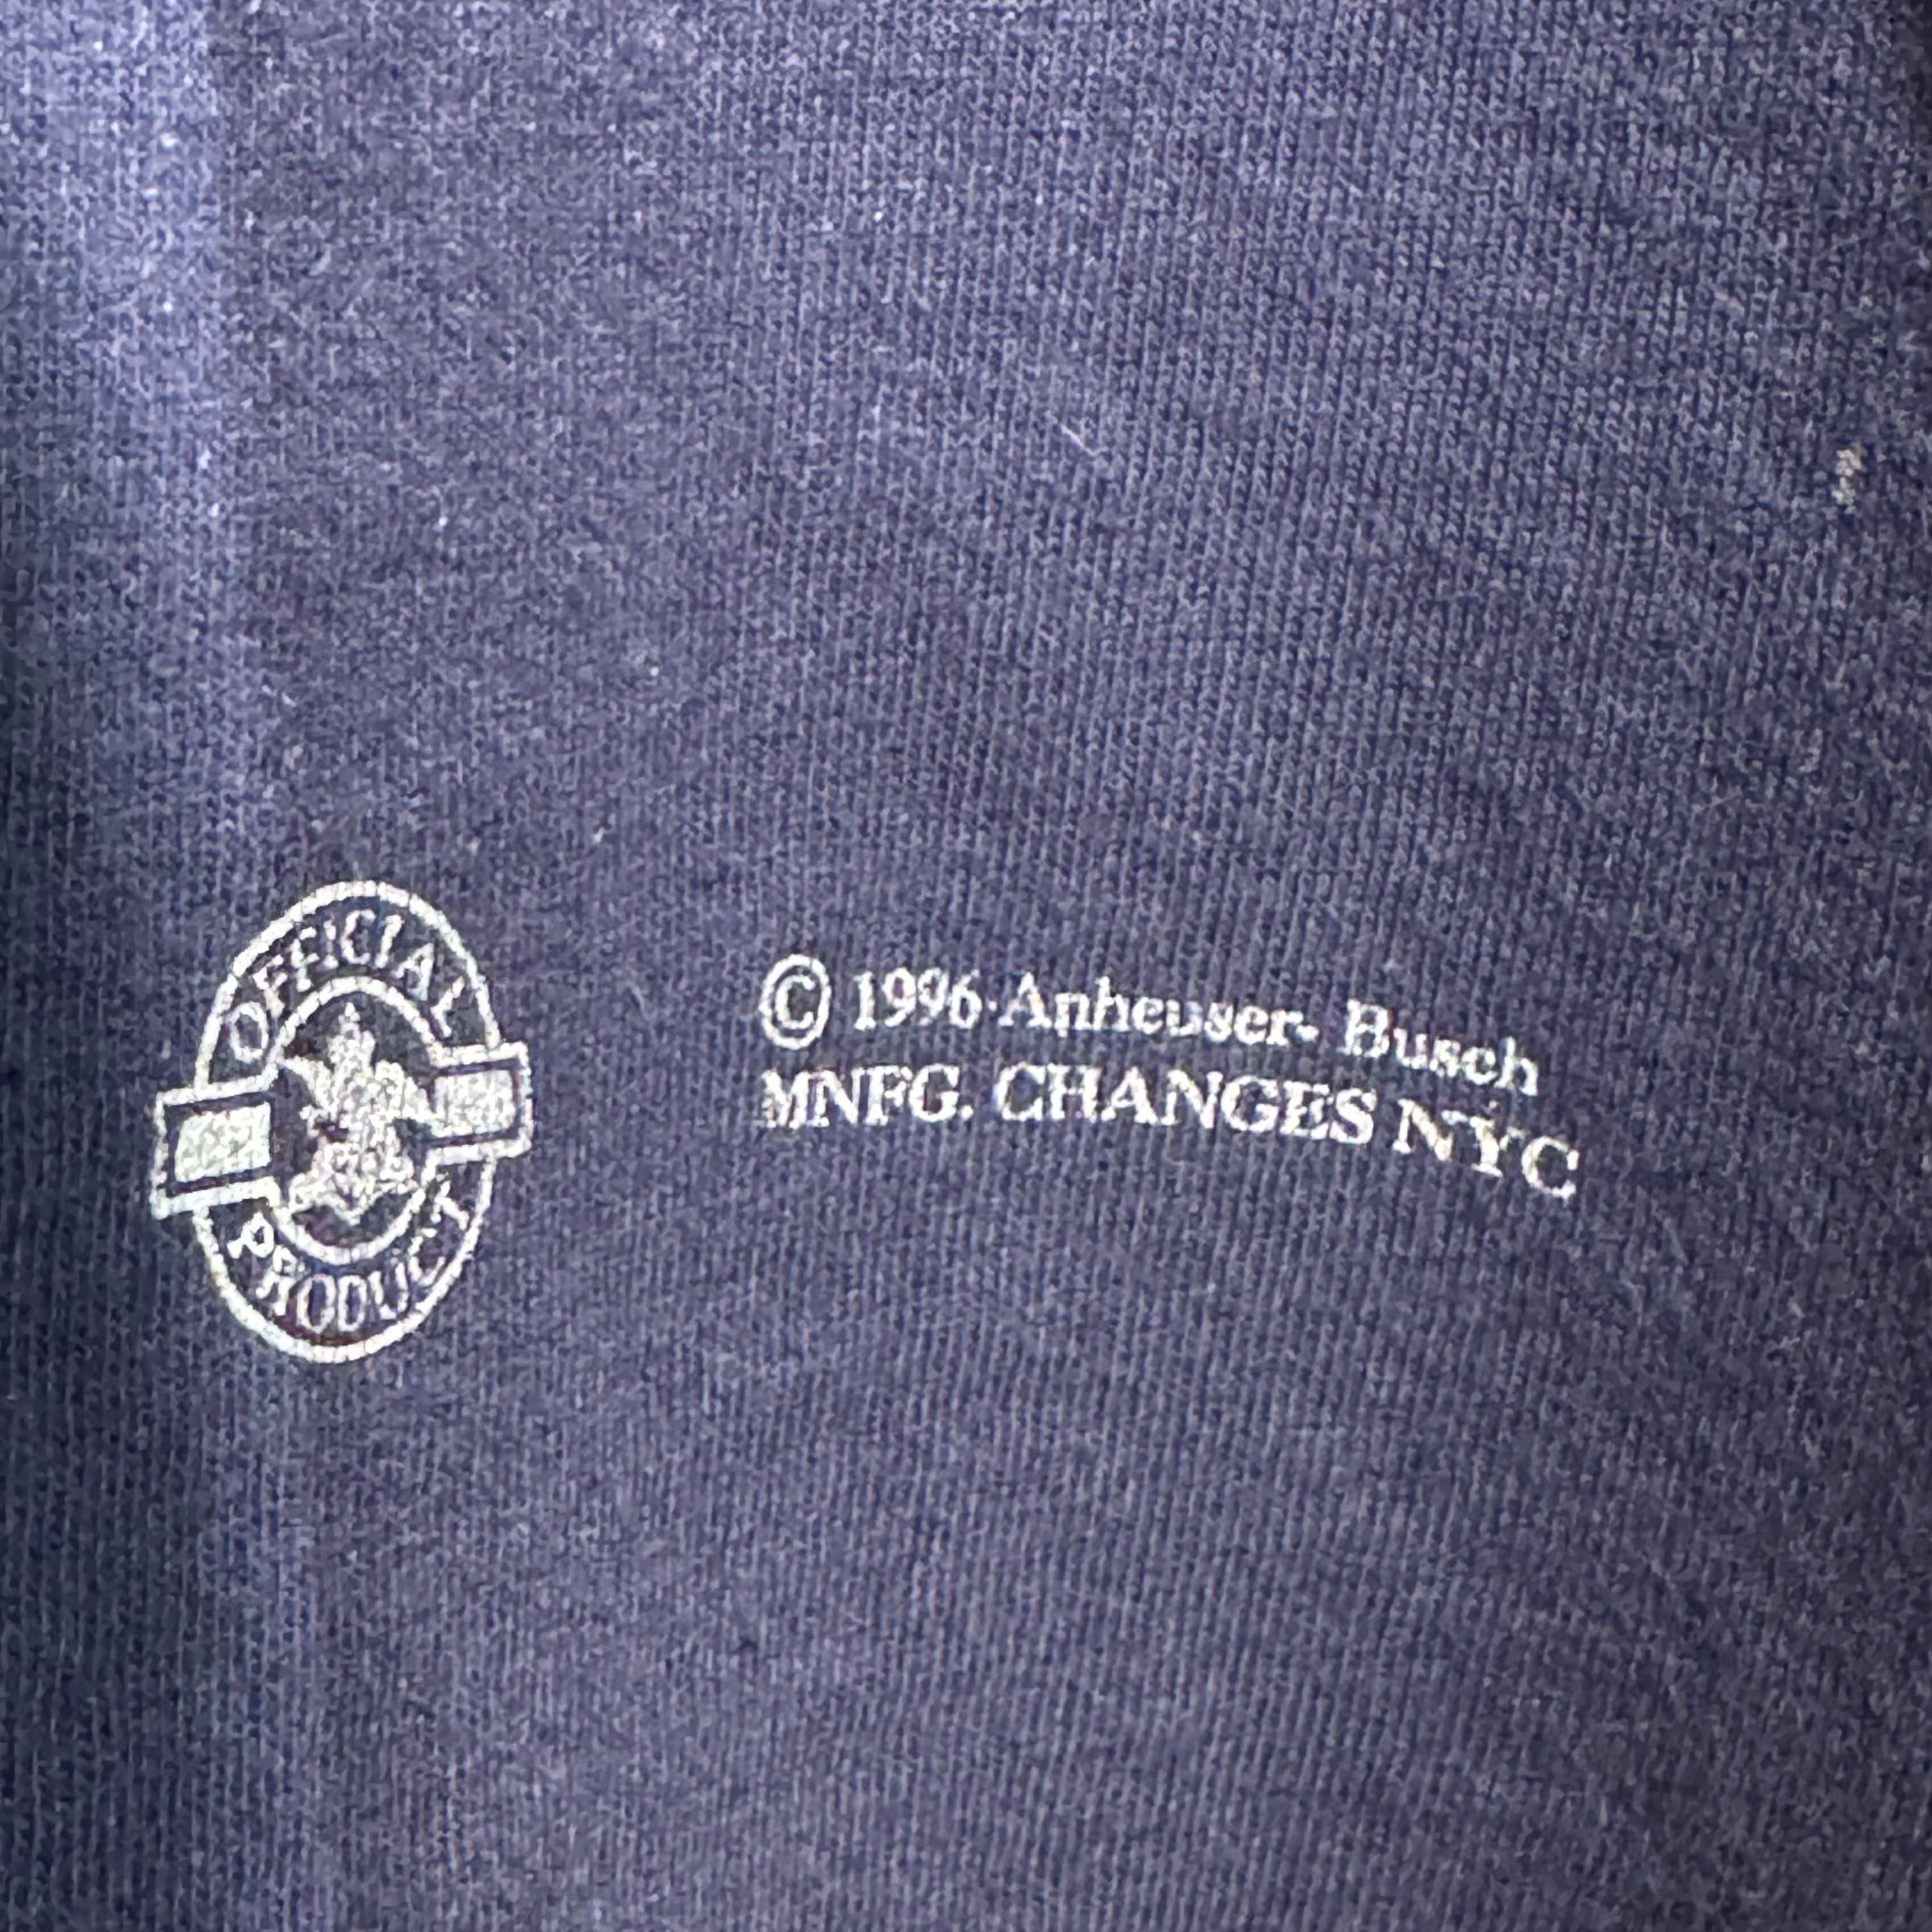 OFFICIAL
PRODUCT
© 1996 Anheuser-Busch
MNFG. CHANGES NYC